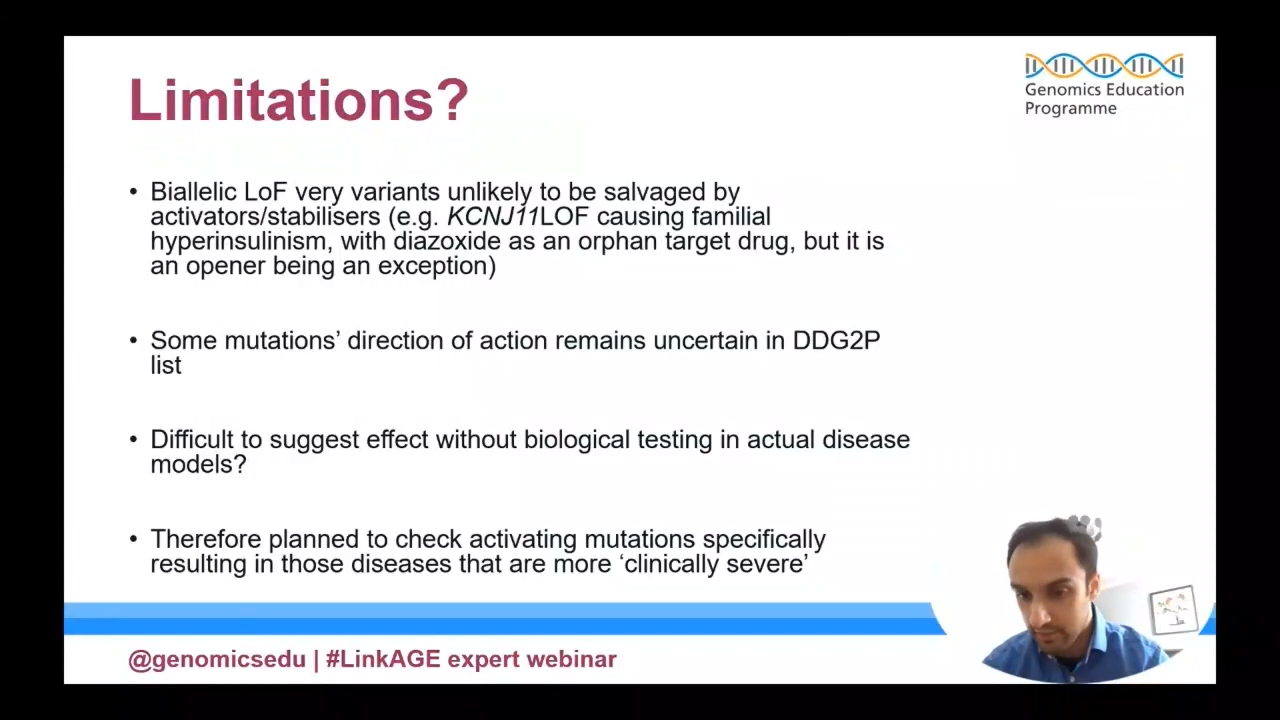 Limitations?
Genomics Education
Programme
• Biallelic LoF very variants unlikely to be salvaged by
activators/stabilisers (e.g. KCNJ11LOF causing familial
hyperinsulinism, with diazoxide as an orphan target drug, but it is
an opener being an exception)
• Some mutations’ direction of action remains uncertain in DDG2P
list
• Difficult to suggest effect without biological testing in actual disease
models?
• Therefore planned to check activating mutations specifically
resulting in those diseases that are more ‘clinically severe’
@genomicsedu | #LinkAGE expert webinar